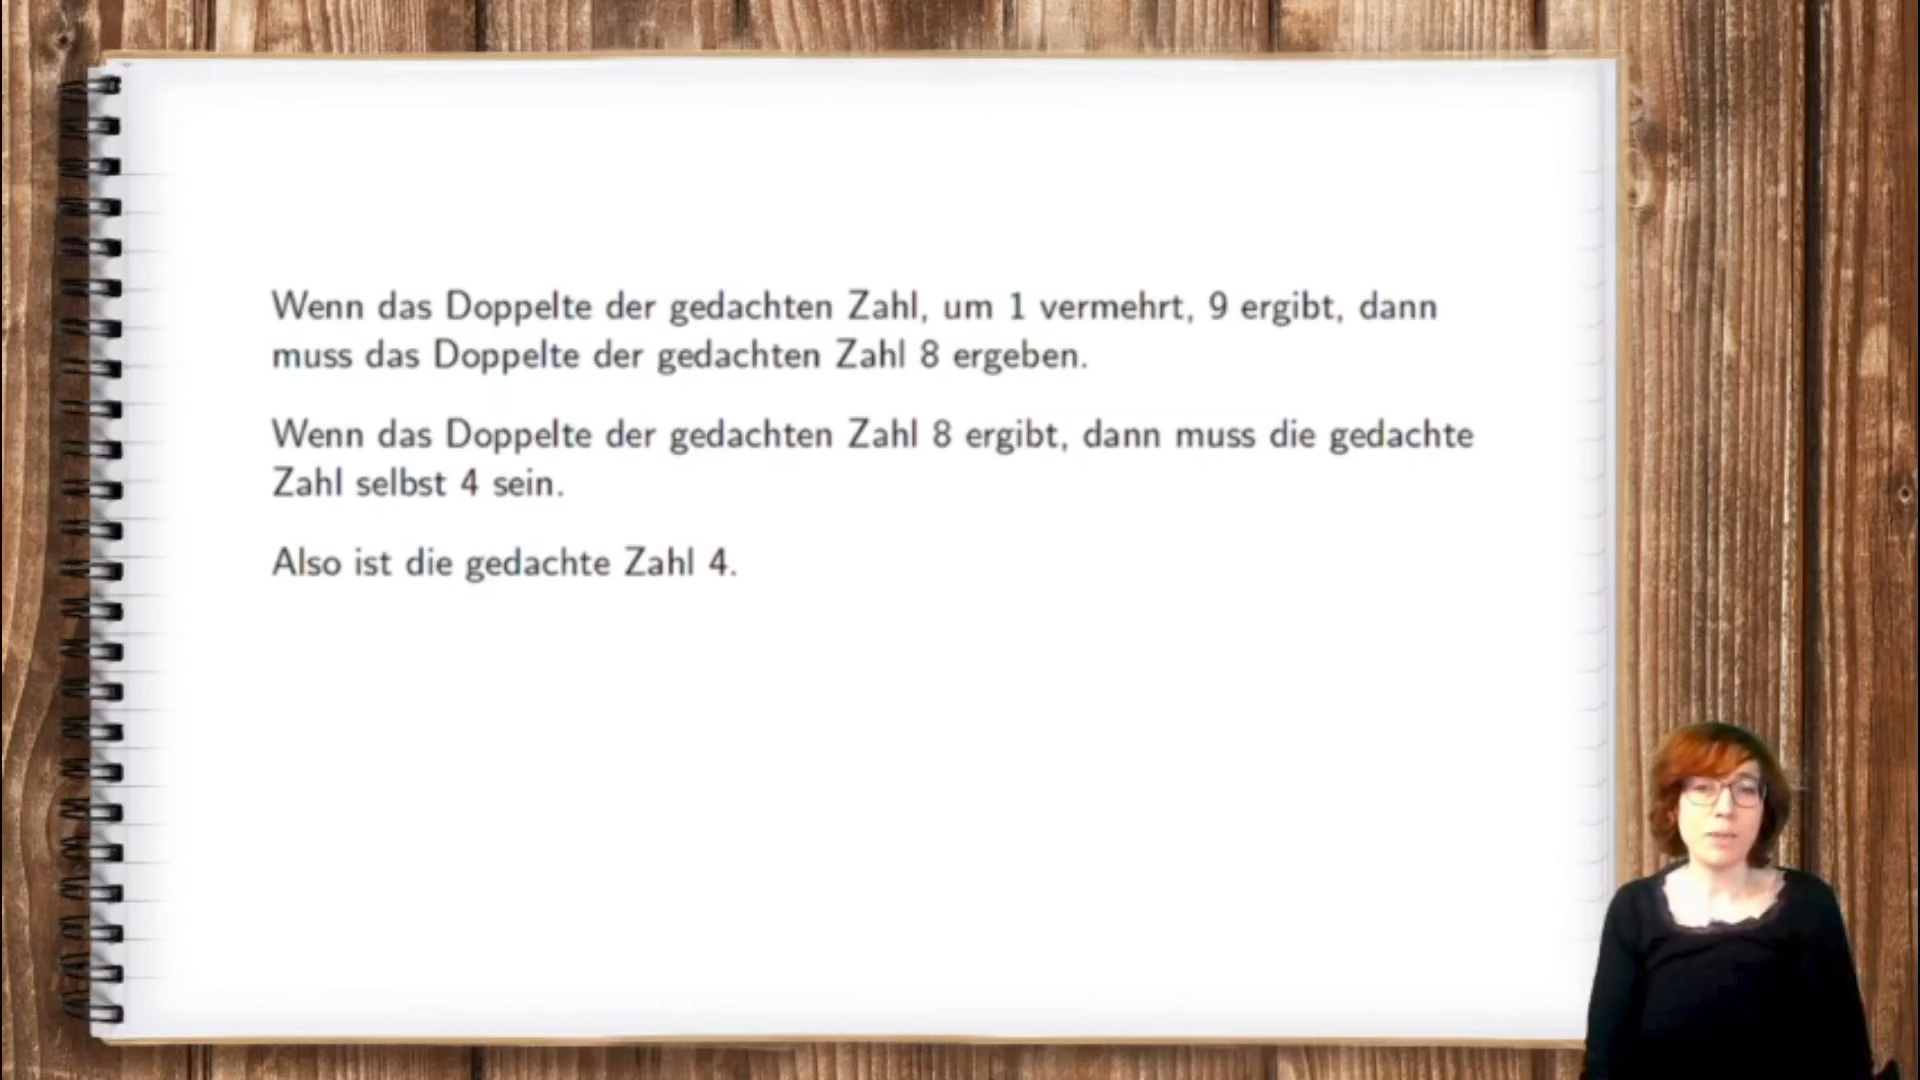 Wenn das Doppelte der gedachten Zahl, um 1 vermehrt, 9 ergibt, dann
muss das Doppelte der gedachten Zahl 8 ergeben.
Wenn das Doppelte der gedachten Zahl 8 ergibt, dann muss die gedachte
Zahl selbst 4 sein.
Also ist die gedachte Zahl 4.